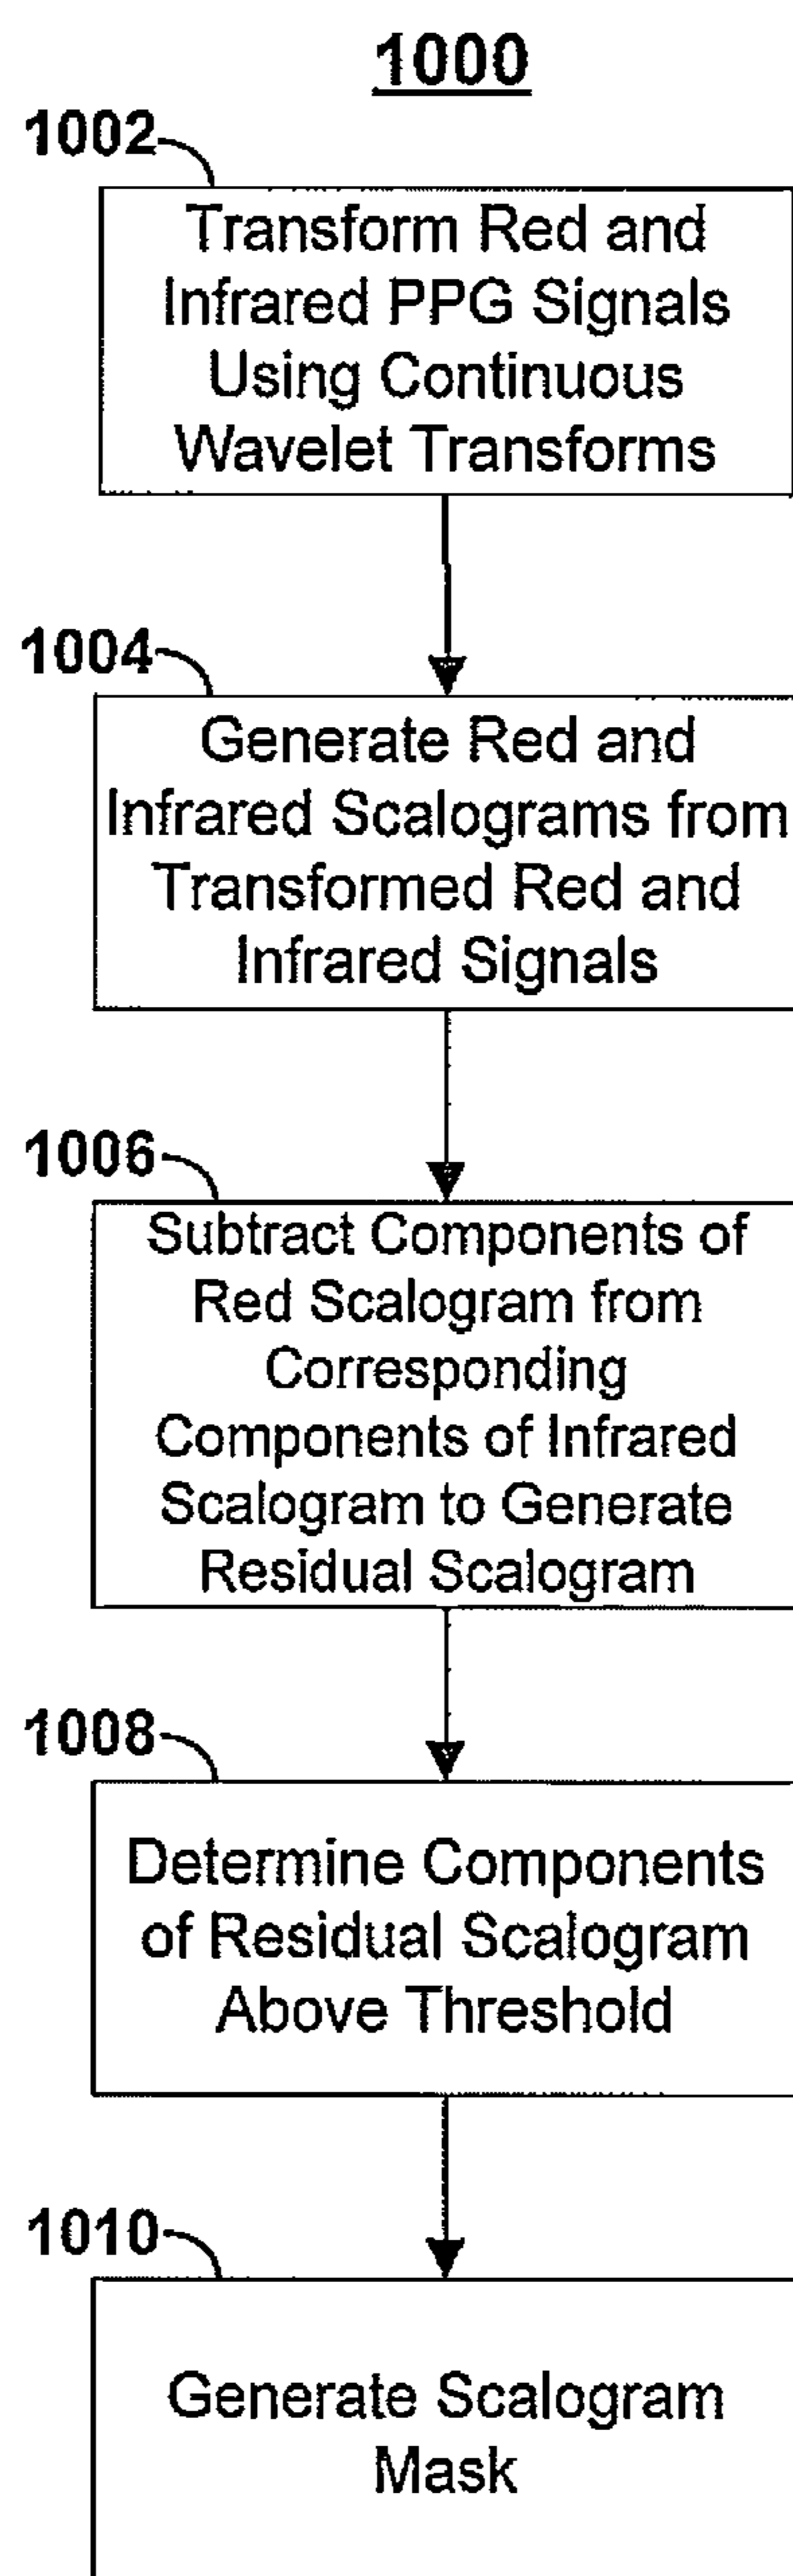 1000
1002
Transform Red and
Infrared PPG Signals
Using Continuous
Wavelet Transforms
1004
Generate Red and
Infrared Scalograms from
Transformed Red and
Infrared Signals
1006
Subtract Components of
Red Scalogram from
Corresponding
Components of Infrared
Scalogram to Generate
Residual Scalogram
1008
Determine Components
of Residual Scalogram
Above Threshold
1010
Generate Scalogram
Mask